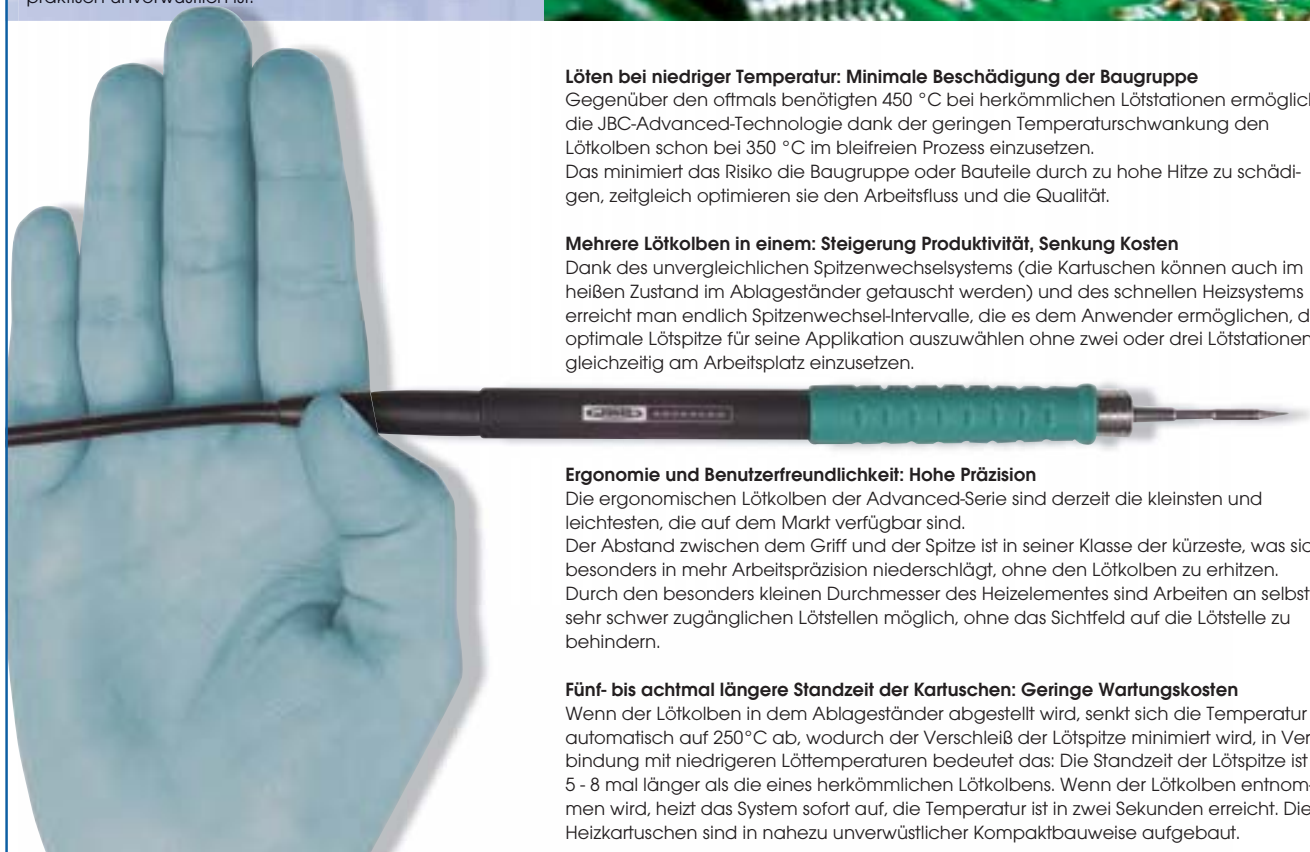 praktisch unverwüstlich ist.
Löten bei niedriger Temperatur: Minimale Beschädigung der Baugruppe
Gegenüber den oftmals benötigten 450 °C bei herkömmlichen Lötstationen ermöglich
die JBC-Advanced-Technologie dank der geringen Temperaturschwankung den
Lötkolben schon bei 350 °C im bleifreien Prozess einzusetzen.
Das minimiert das Risiko die Baugruppe oder Bauteile durch zu hohe Hitze zu schädi-
gen, zeitgleich optimieren sie den Arbeitsfluss und die Qualität.
Mehrere Lötkolben in einem: Steigerung Produktivität, Senkung Kosten
Dank des unvergleichlichen Spitzenwechselsystems (die Kartuschen können auch im
heißen Zustand im Ablageständer getauscht werden) und des schnellen Heizsystems
erreicht man endlich Spitzenwechsel-Intervalle, die es dem Anwender ermöglichen, d
optimale Lötspitze für seine Applikation auszuwählen ohne zwei oder drei Lötstationen
gleichzeitig am Arbeitsplatz einzusetzen.
Ergonomie und Benutzerfreundlichkeit: Hohe Präzision
Die ergonomischen Lötkolben der Advanced-Serie sind derzeit die kleinsten und
leichtesten, die auf dem Markt verfügbar sind.
Der Abstand zwischen dem Griff und der Spitze ist in seiner Klasse der kürzeste, was sic
besonders in mehr Arbeitspräzision niederschlägt, ohne den Lötkolben zu erhitzen.
Durch den besonders kleinen Durchmesser des Heizelementes sind Arbeiten an selbst
sehr schwer zugänglichen Lötstellen möglich, ohne das Sichtfeld auf die Lötstelle zu
behindern.
Fünf- bis achtmal längere Standzeit der Kartuschen: Geringe Wartungskosten
Wenn der Lötkolben in dem Ablageständer abgestellt wird, senkt sich die Temperatur
automatisch auf 250°C ab, wodurch der Verschleiß der Lötspitze minimiert wird, in Ver
bindung mit niedrigeren Löttemperaturen bedeutet das: Die Standzeit der Lötspitze ist
5 - 8 mal länger als die eines herkömmlichen Lötkolbens. Wenn der Lötkolben entnom-
men wird, heizt das System sofort auf, die Temperatur ist in zwei Sekunden erreicht. Die
Heizkartuschen sind in nahezu unverwüstlicher Kompaktbauweise aufgebaut.